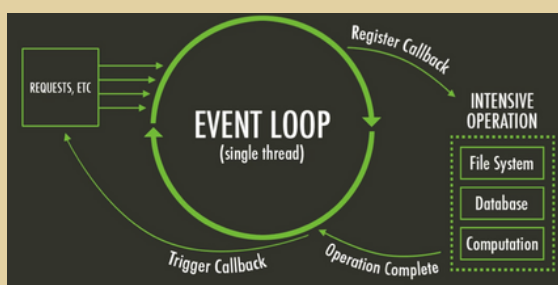 REQUESTS, ETC
EVENT LOOP
(single thread)
Register Callback
INTENSIVE
OPERATION
File System
Database
Computation
Operation Complete
Trigger Callback